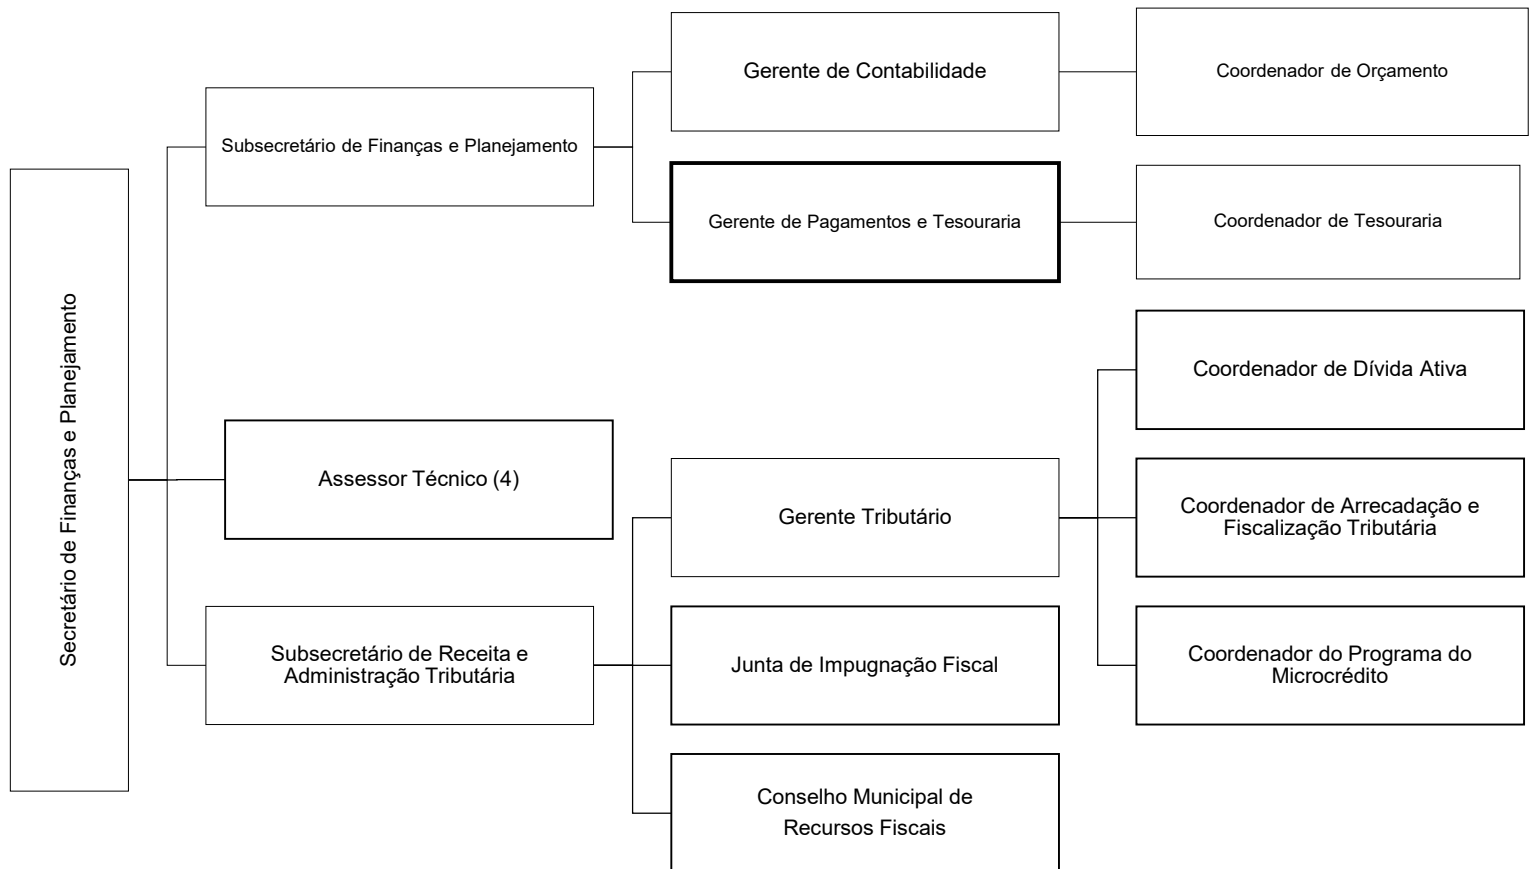 Secretário de Finanças e Planejamento
Subsecretário de Finanças e Planejamento
Gerente de Contabilidade
Coordenador de Orçamento
Gerente de Pagamentos e Tesouraria
Coordenador de Tesouraria
Assessor Técnico (4)
Subsecretário de Receita e
Administração Tributária
Gerente Tributário
Coordenador de Dívida Ativa
Coordenador de Arrecadação e
Fiscalização Tributária
Coordenador do Programa do
Microcrédito
Junta de Impugnação Fiscal
Conselho Municipal de
Recursos Fiscais